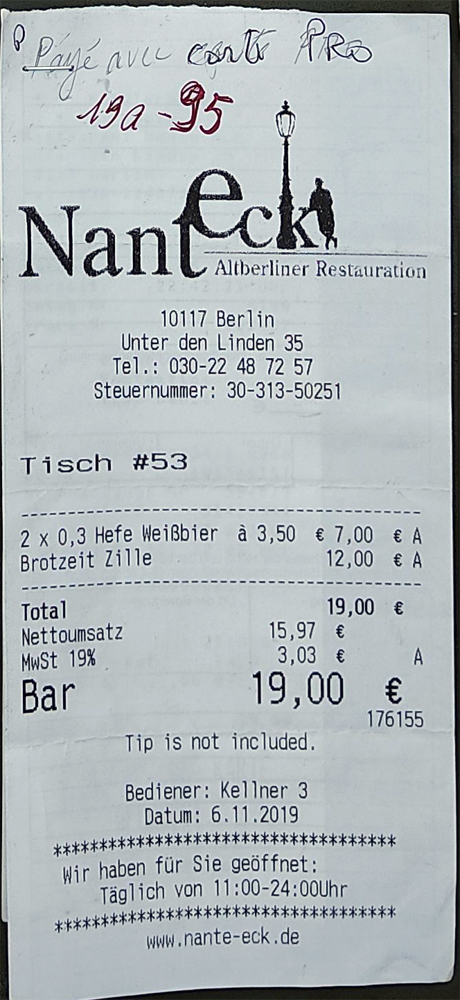 P Payé avec carte PRO
19a-95
Nante eck
Altberliner Restauration
10117 Berlin
Unter den Linden 35
Tel.: 030-22 48 72 57
Steuernummer: 30-313-50251
Tisch #53
2 x 0,3 Hefe Weißbier à 3,50 € 7,00 € A
Brotzeit Zille 12,00 € A
Total 19,00 €
Nettoumsatz 15,97 €
MwSt 19% 3,03 € A
Bar 19,00 €
176155
Tip is not included.
Bediener: Kellner 3
Datum: 6.11.2019
************************************
Wir haben für Sie geöffnet:
Täglich von 11:00-24:00Uhr
************************************
www.nante-eck.de